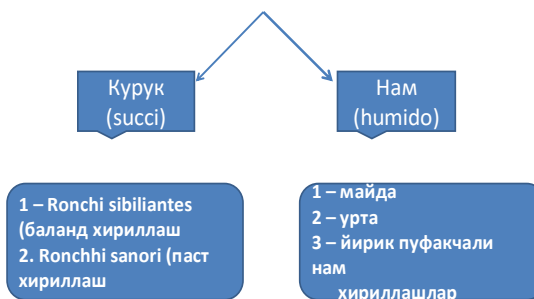 Курук
(succi)
Нам
(humido)
1 – Ronchi sibiliantes
(баланд хириллаш
2. Ronchhi sanori (паст
хириллаш
1 – майда
2 – урта
3 – йирик пуфакчали
нам
хириллашлар